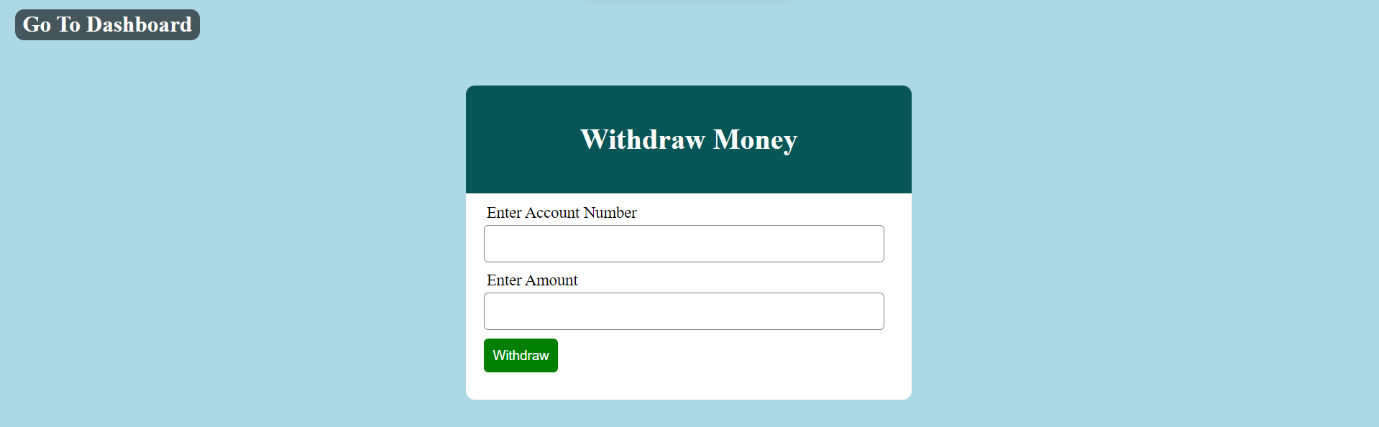 Go To Dashboard
Withdraw Money
Enter Account Number
Enter Amount
Withdraw